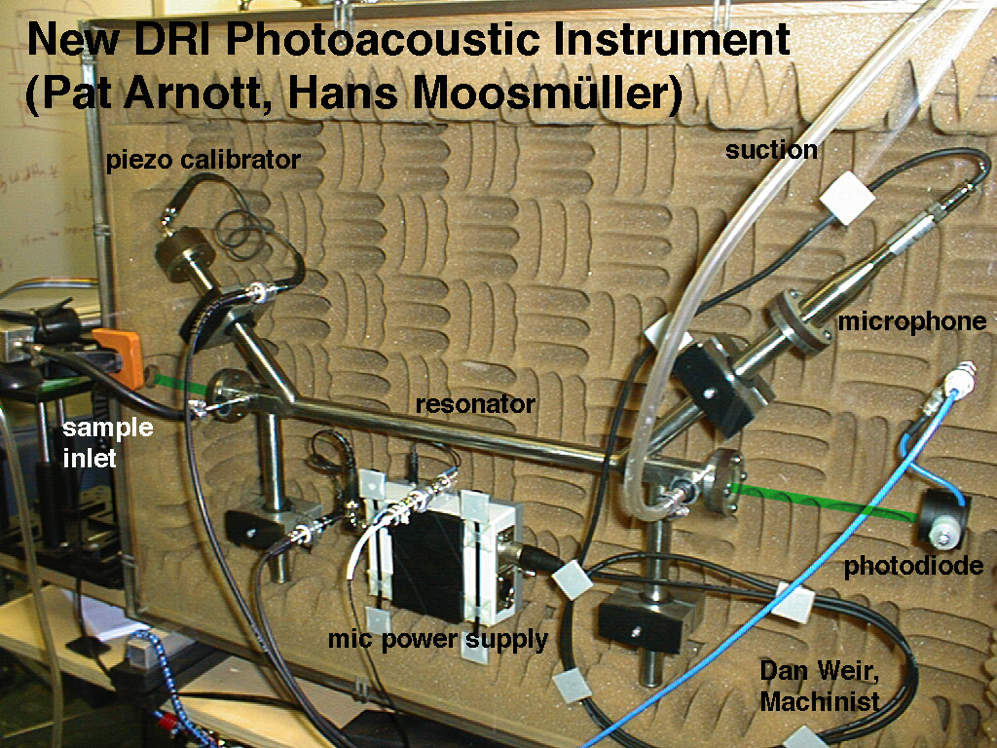 New DRI Photoacoustic Instrument
(Pat Arnott, Hans Moosmüller)
piezo calibrator
suction
microphone
resonator
sample
inlet
photodiode
mic power supply
Dan Weir,
Machinist